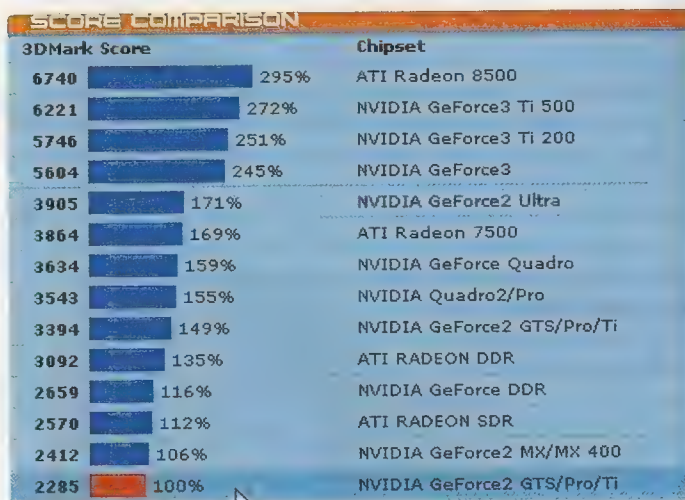 SCORE COMPARISON
3DMark Score Chipset
6740 295% ATI Radeon 8500
6221 272% NVIDIA GeForce3 Ti 500
5746 251% NVIDIA GeForce3 Ti 200
5604 245% NVIDIA GeForce3
3905 171% NVIDIA GeForce2 Ultra
3864 169% ATI Radeon 7500
3634 159% NVIDIA GeForce Quadro
3543 155% NVIDIA Quadro2/Pro
3394 149% NVIDIA GeForce2 GTS/Pro/Ti
3092 135% ATI RADEON DDR
2659 116% NVIDIA GeForce DDR
2570 112% ATI RADEON SDR
2412 106% NVIDIA GeForce2 MX/MX 400
2285 100% NVIDIA GeForce2 GTS/Pro/Ti